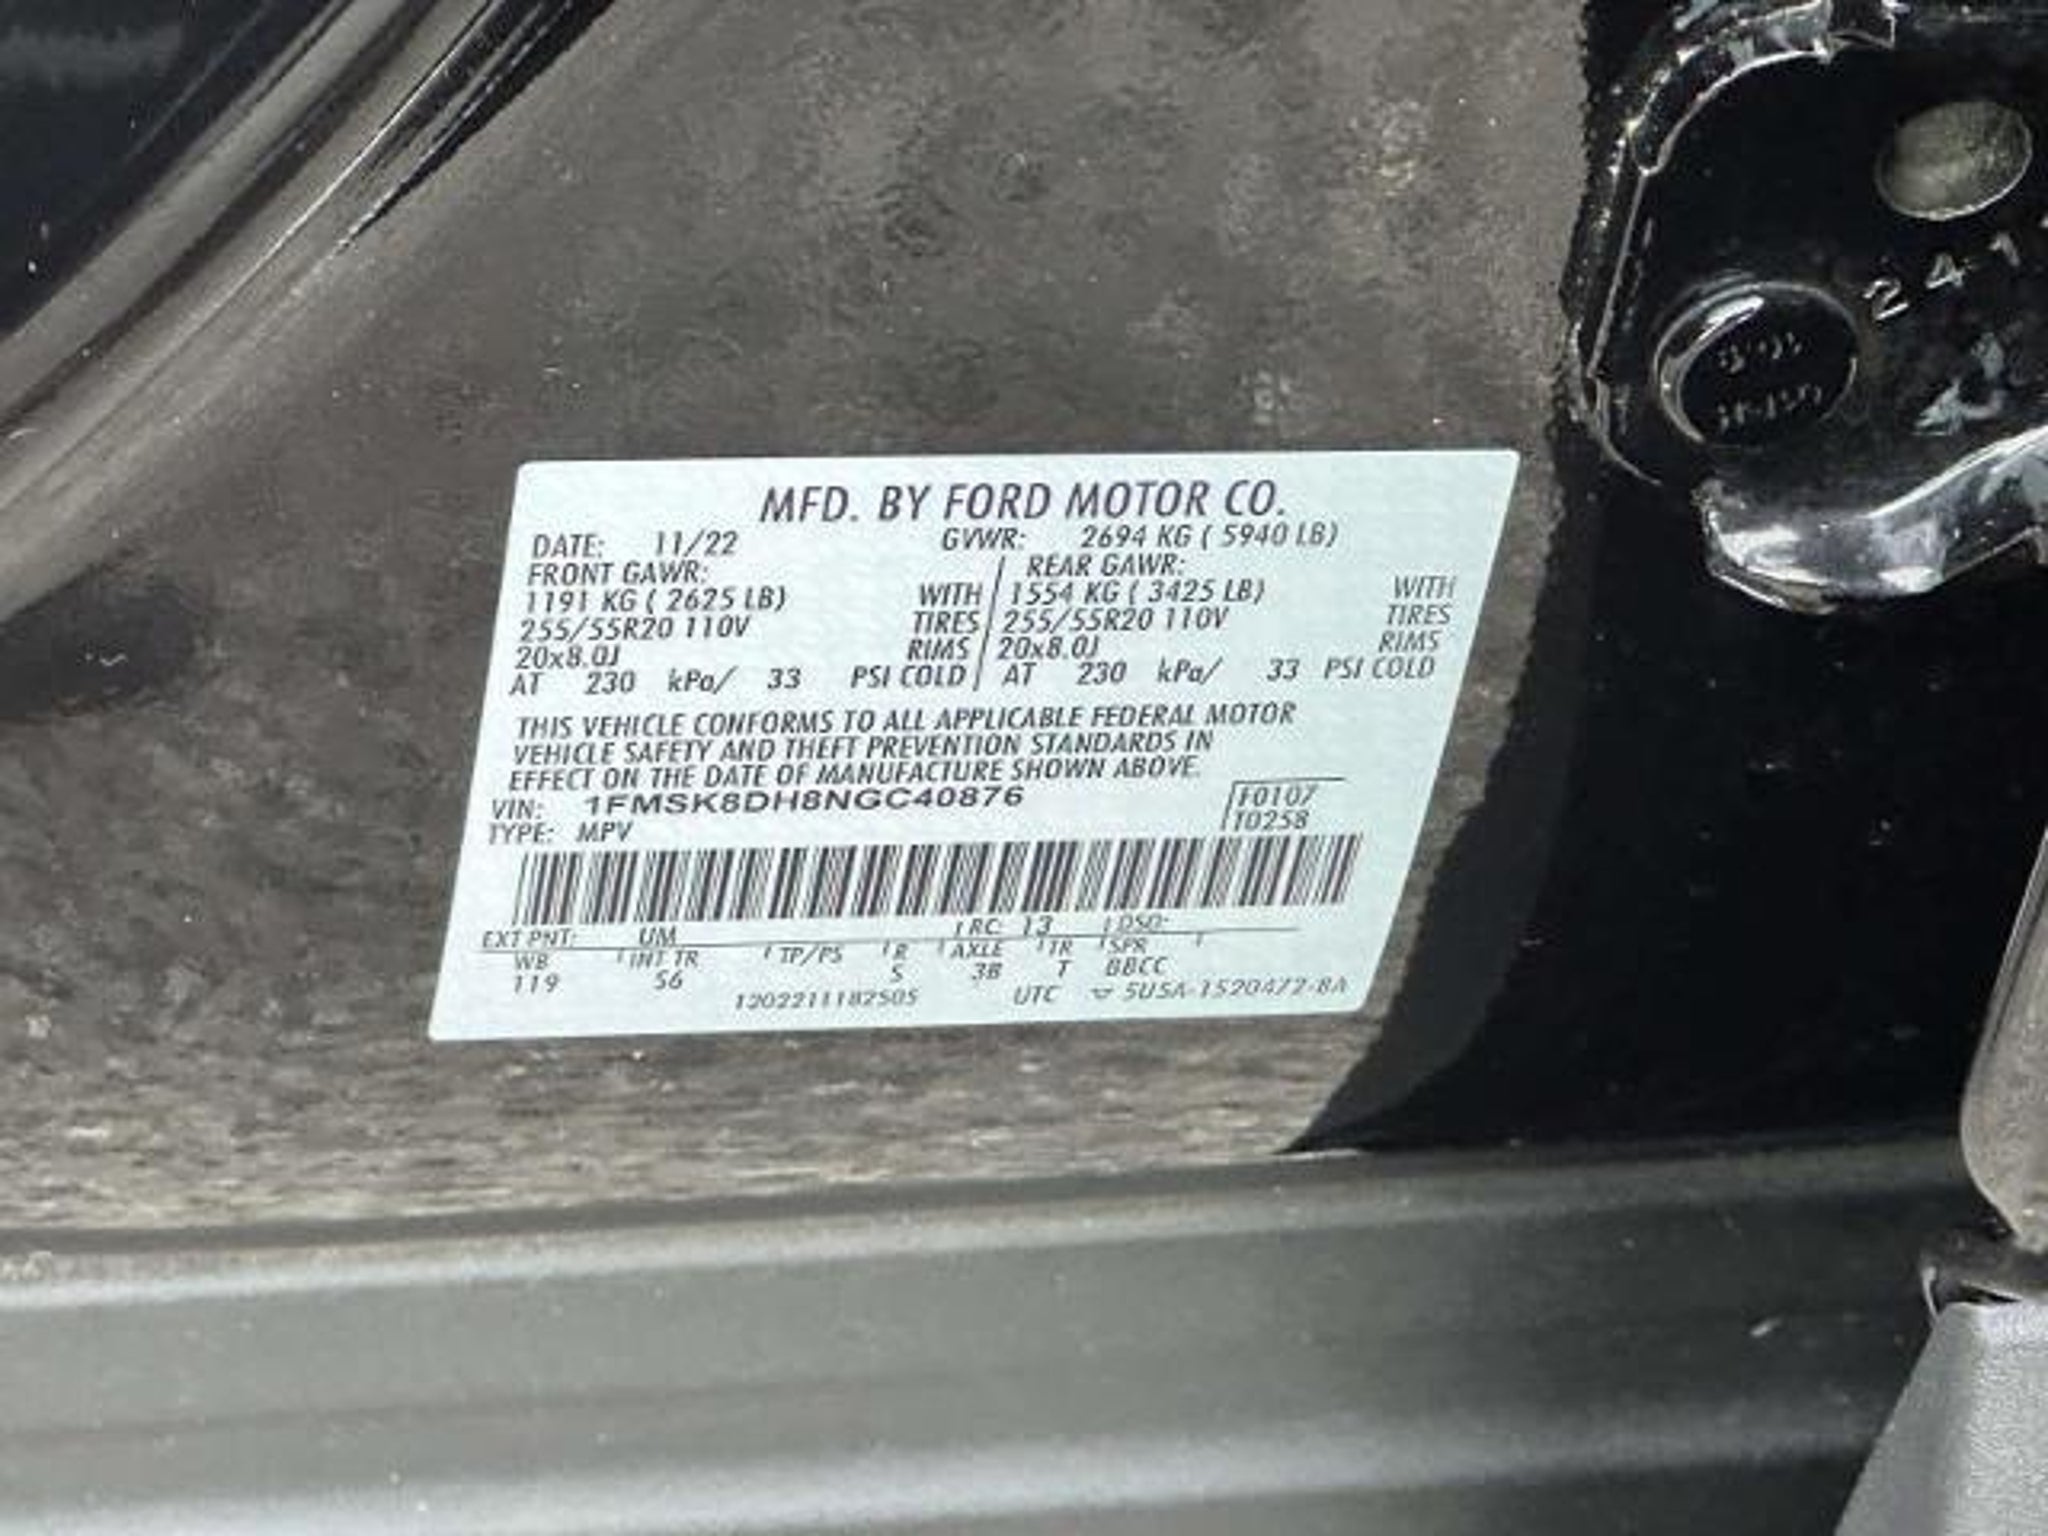 MFD. BY FORD MOTOR CO.
DATE: 11/22 GVWR: 2694 KG ( 5940 LB)
FRONT GAWR: REAR GAWR:
1191 KG ( 2625 LB) WITH 1554 KG ( 3425 LB) WITH
255/55R20 110V TIRES 255/55R20 110V TIRES
20x8.0J RIMS 20x8.0J RIMS
AT 230 kPa/ 33 PSI COLD AT 230 kPa/ 33 PSI COLD
THIS VEHICLE CONFORMS TO ALL APPLICABLE FEDERAL MOTOR
VEHICLE SAFETY AND THEFT PREVENTION STANDARDS IN
EFFECT ON THE DATE OF MANUFACTURE SHOWN ABOVE.
VIN: 1FMSK8DH8NGC40876 F0107
TYPE: MPV T0258
EXT PNT: UM RC: 13 DSO:
WB INT TR TP/PS R AXLE TR SPR
119 56 S 3B T BBCC
UTC 5U5A-1520472-BA
241